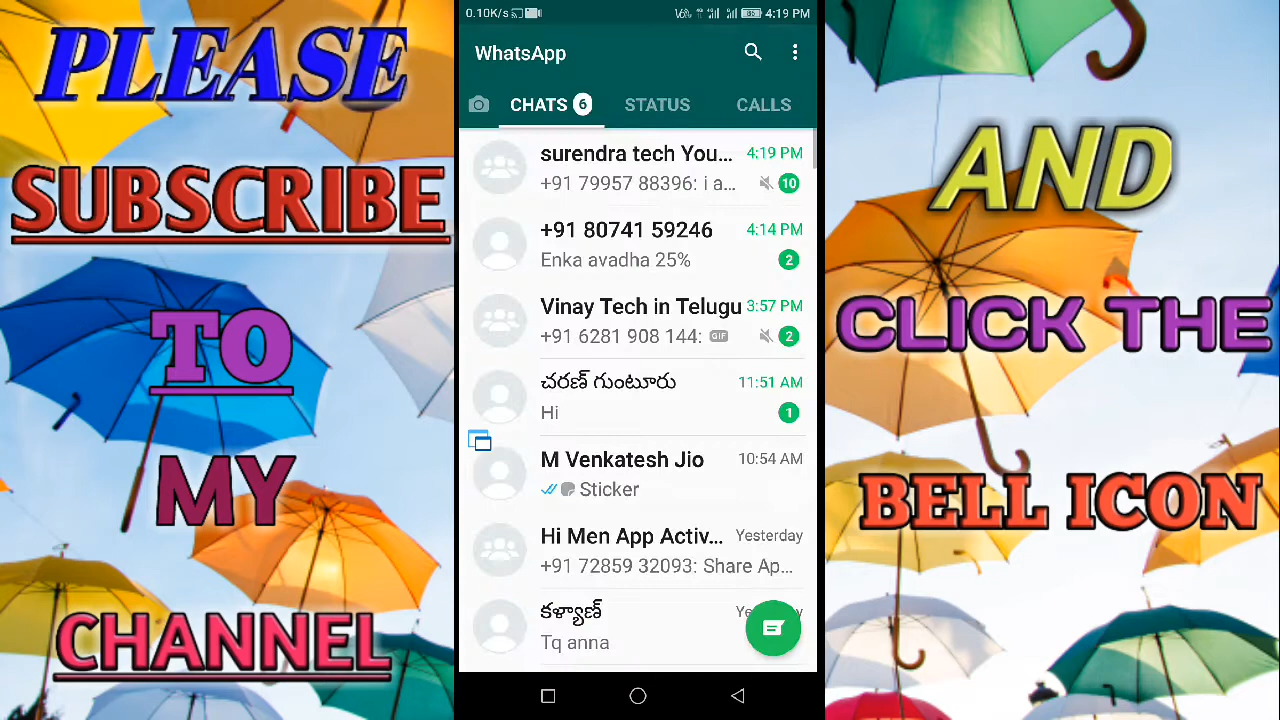 PLEASE
SUBSCRIBE
TO
MY
CHANNEL
0.10K/s 4:19 PM
WhatsApp
CHATS 6 STATUS CALLS
surendra tech You... 4:19 PM
+91 79957 88396: i a... 10
+91 80741 59246 4:14 PM
Enka avadha 25% 2
Vinay Tech in Telugu 3:57 PM
+91 6281 908 144: GIF 2
చరణ్ గుంటూరు 11:51 AM
Hi 1
M Venkatesh Jio 10:54 AM
Sticker
Hi Men App Activ... Yesterday
+91 72859 32093: Share Ap...
కళ్యాణ్
Tq anna
AND
CLICK THE
BELL ICON